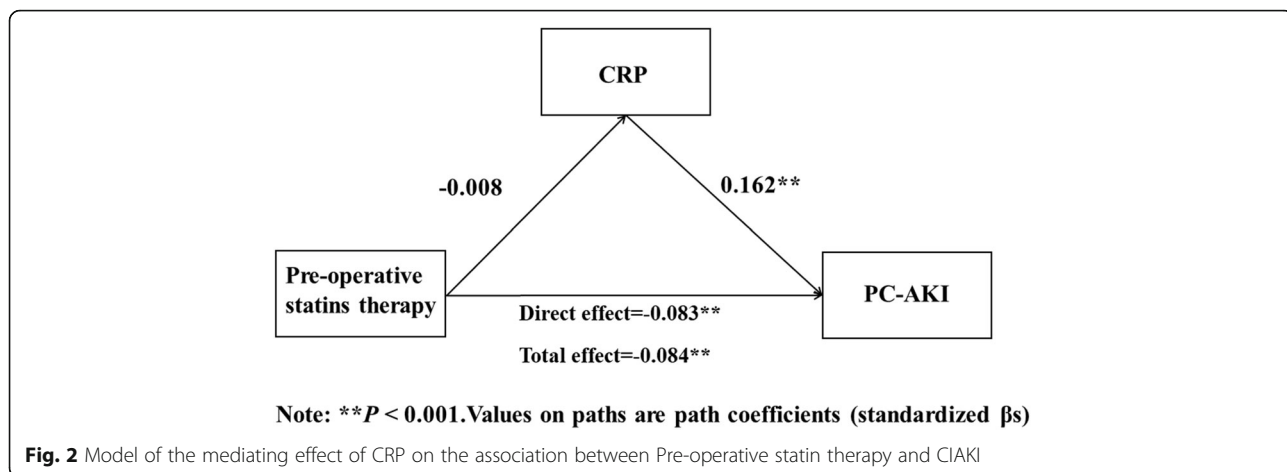 CRP
-0.008
0.162**
Pre-operative
statins therapy
PC-AKI
Direct effect=-0.083**
Total effect=-0.084**
Note: **P < 0.001.Values on paths are path coefficients (standardized βs)
Fig. 2 Model of the mediating effect of CRP on the association between Pre-operative statin therapy and CIAKI